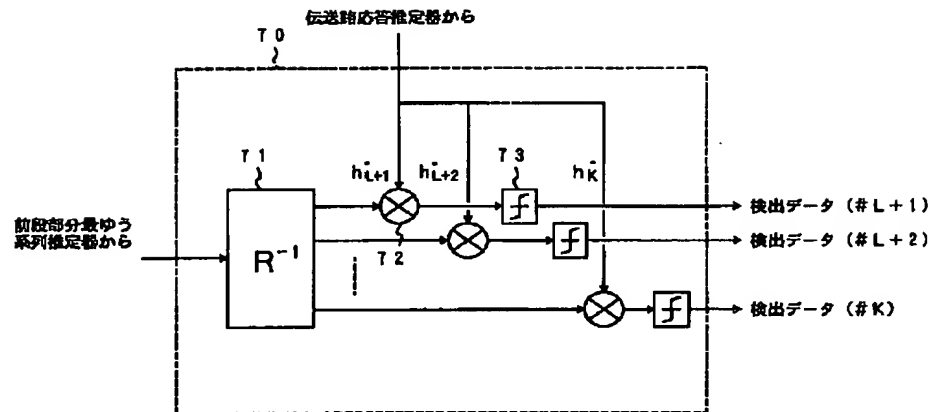 伝送路応答推定器から
70
71
h*L+1
h*L+2
73
h*K
検出データ (#L+1)
前段部分最ゆう
系列推定器から
R⁻¹
72
検出データ (#L+2)
検出データ (#K)